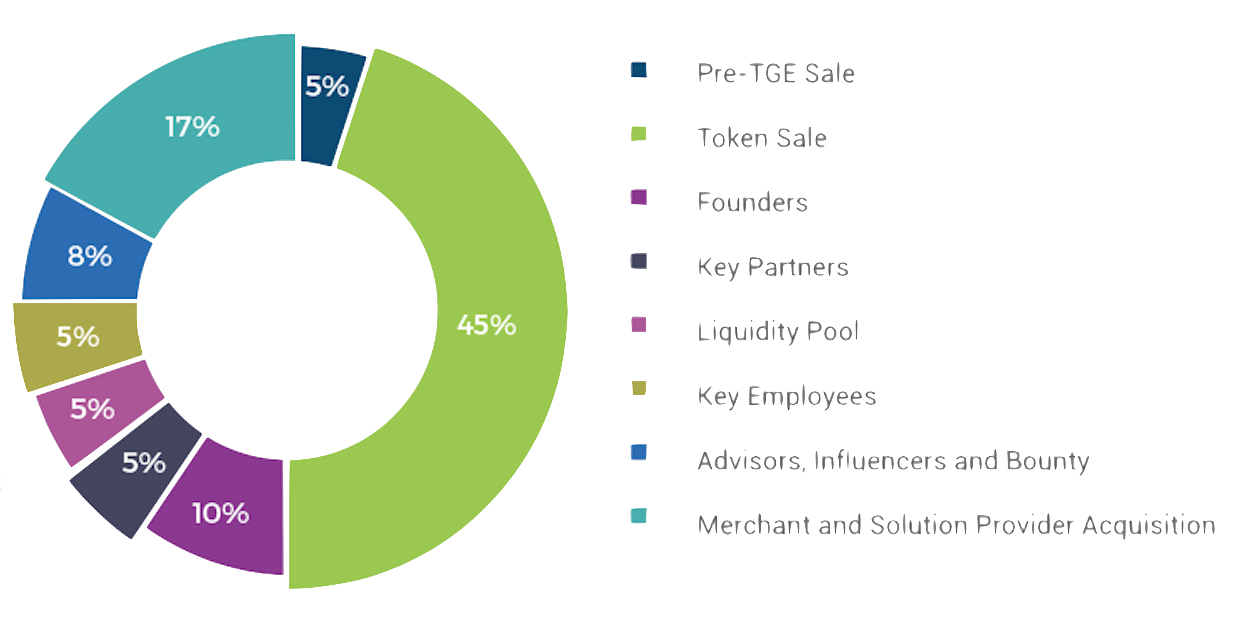 5%
45%
10%
5%
5%
5%
8%
17%
Pre-TGE Sale
Token Sale
Founders
Key Partners
Liquidity Pool
Key Employees
Advisors, Influencers and Bounty
Merchant and Solution Provider Acquisition